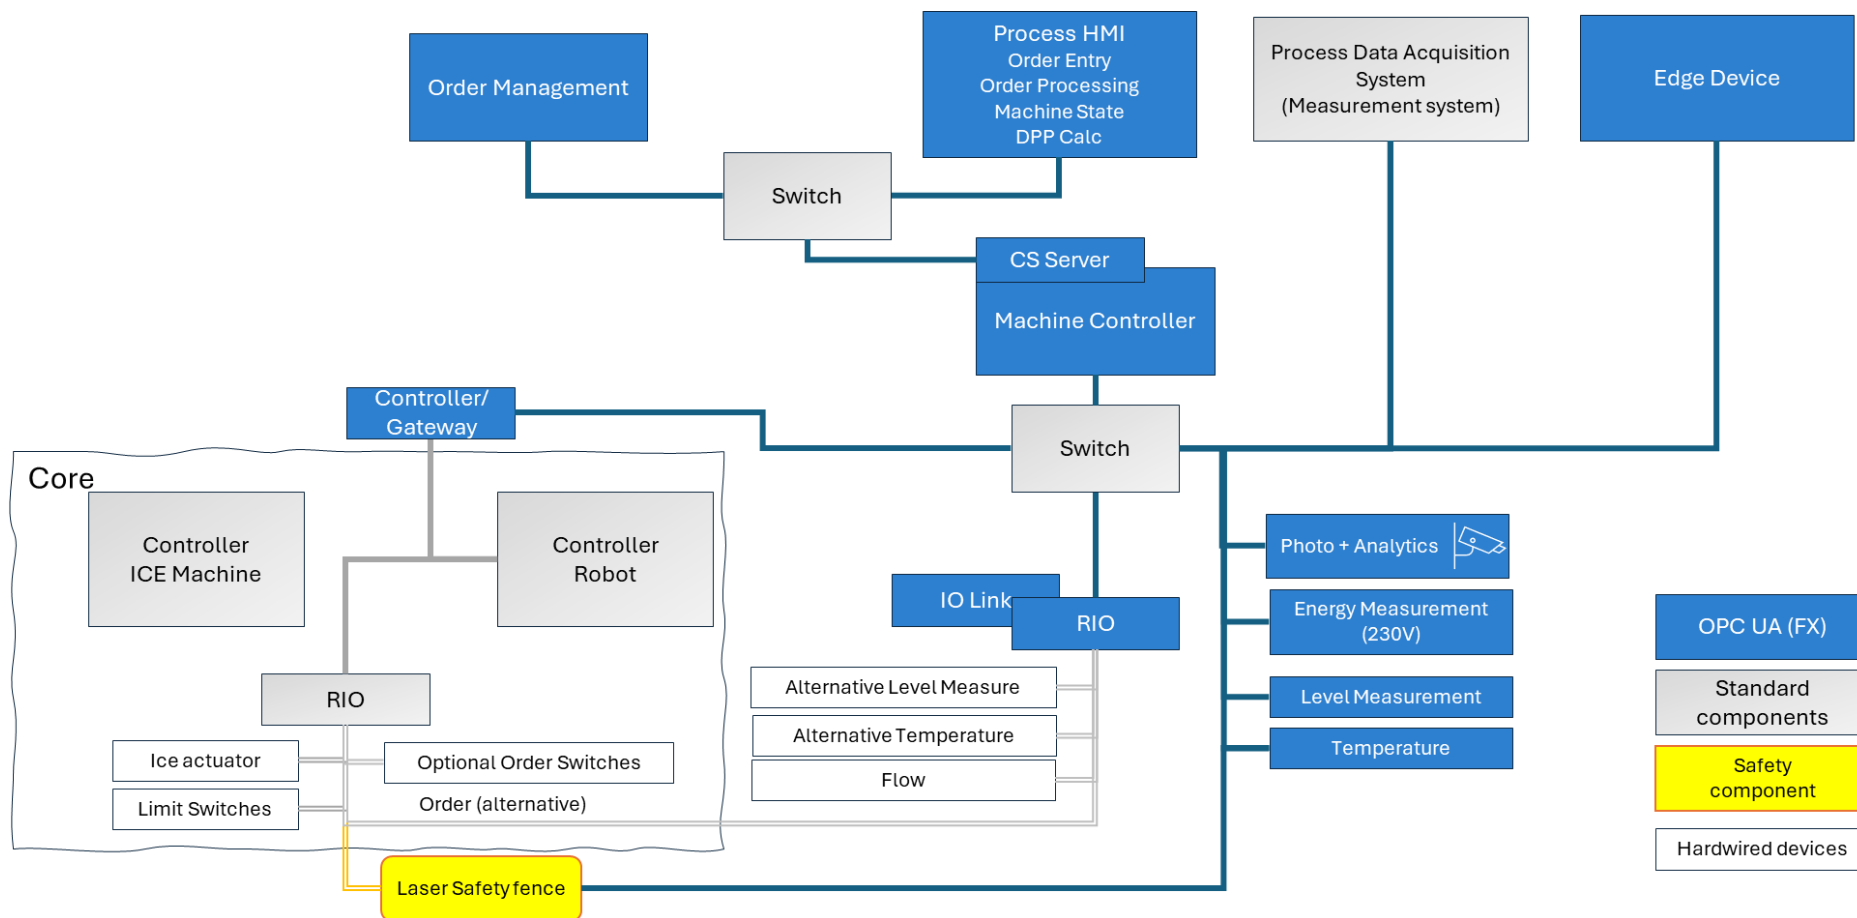 Order Management
Process HMI
Order Entry
Order Processing
Machine State
DPP Calc
Process Data Acquisition
System
(Measurement system)
Edge Device
Switch
CS Server
Machine Controller
Controller/
Gateway
Switch
Core
Controller
ICE Machine
Controller
Robot
Photo + Analytics
IO Link
RIO
Energy Measurement
(230V)
OPC UA (FX)
RIO
Alternative Level Measure
Level Measurement
Standard
components
Alternative Temperature
Temperature
Ice actuator
Optional Order Switches
Flow
Safety
component
Limit Switches
Order (alternative)
Hardwired devices
Laser Safety fence